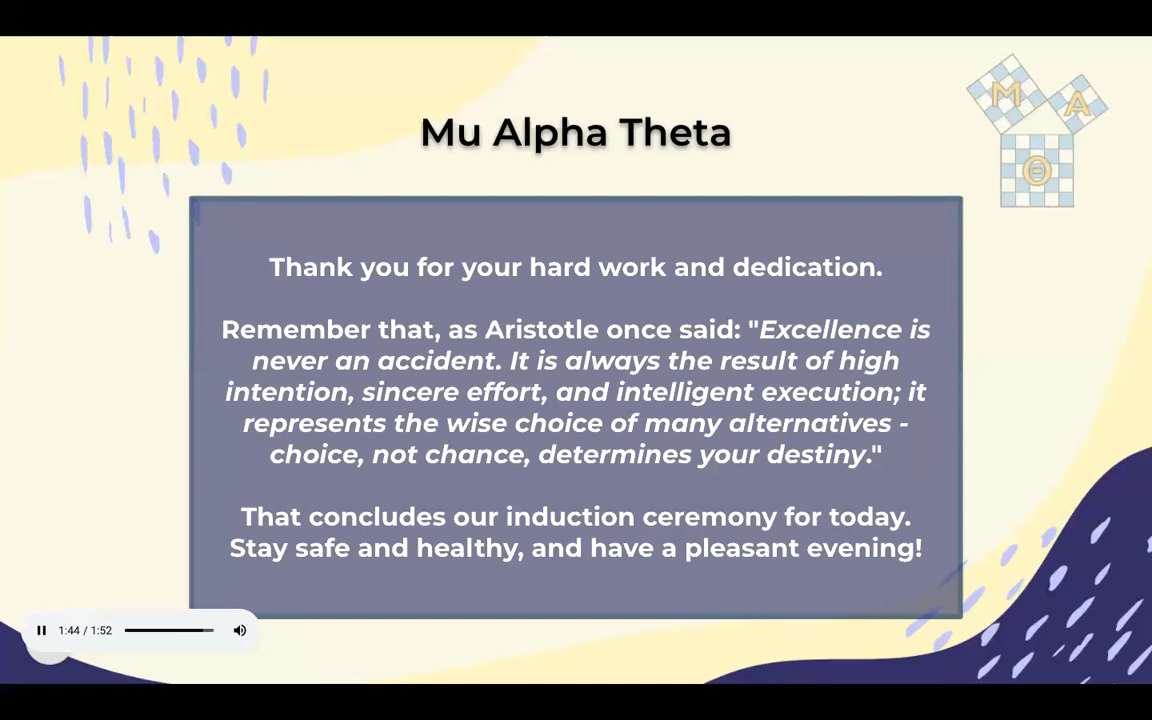 Mu Alpha Theta
M
A
Θ
Thank you for your hard work and dedication.
Remember that, as Aristotle once said: "Excellence is
never an accident. It is always the result of high
intention, sincere effort, and intelligent execution; it
represents the wise choice of many alternatives -
choice, not chance, determines your destiny."
That concludes our induction ceremony for today.
Stay safe and healthy, and have a pleasant evening!
1:44 / 1:52